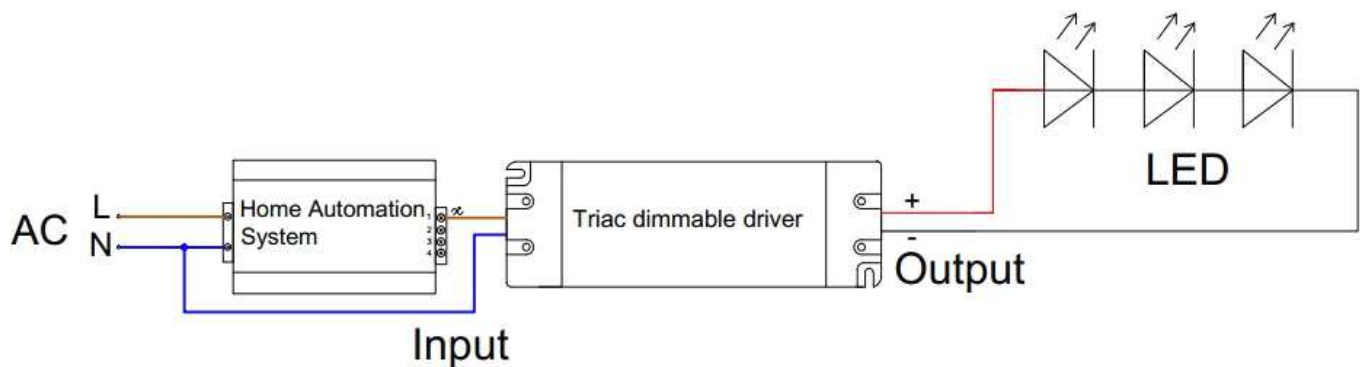 LED
AC
L
N
Home Automation
System
1
2
3
4
Triac dimmable driver
+
-
Output
Input